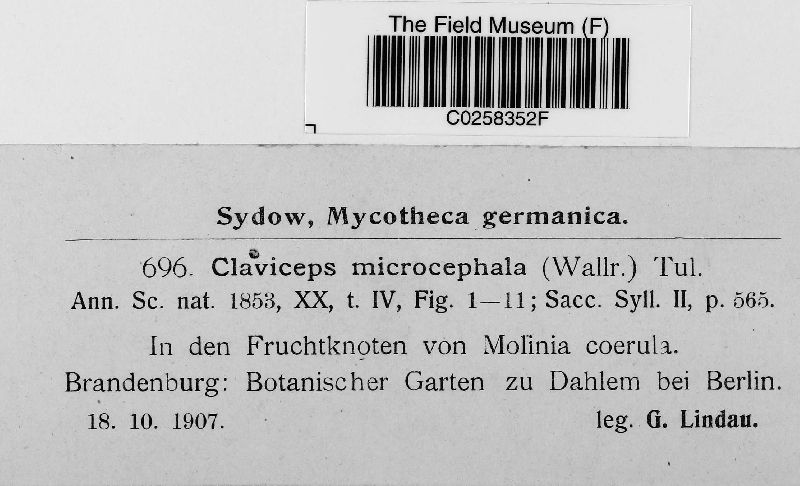 The Field Museum (F)
C0258352F
Sydow, Mycotheca germanica.
696. Claviceps microcephala (Wallr.) Tul.
Ann. Sc. nat. 1853, XX, t. IV, Fig. 1—11; Sacc. Syll. II, p. 565.
In den Fruchtknoten von Molinia coerula.
Brandenburg: Botanischer Garten zu Dahlem bei Berlin.
18. 10. 1907. leg. G. Lindau.